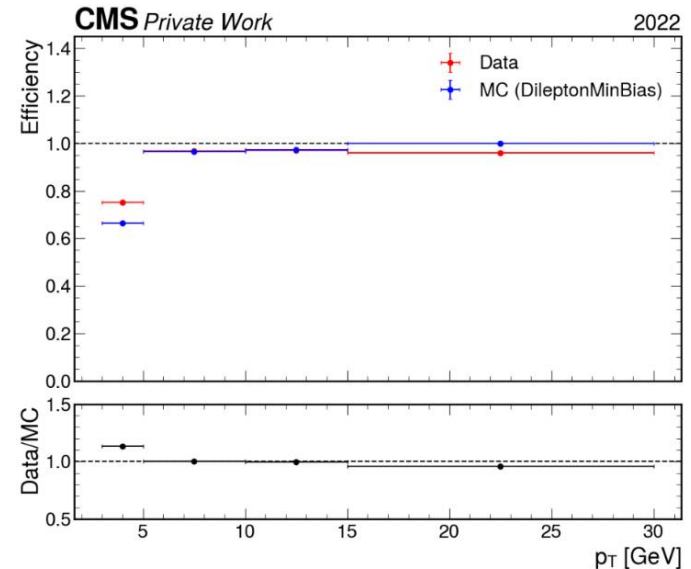 CMS Private Work 2022
Efficiency
1.4
1.2
1.0
0.8
0.6
0.4
0.2
0.0
Data
MC (DileptonMinBias)
Data/MC
1.5
1.0
0.5
5 10 15 20 25 30
pT [GeV]